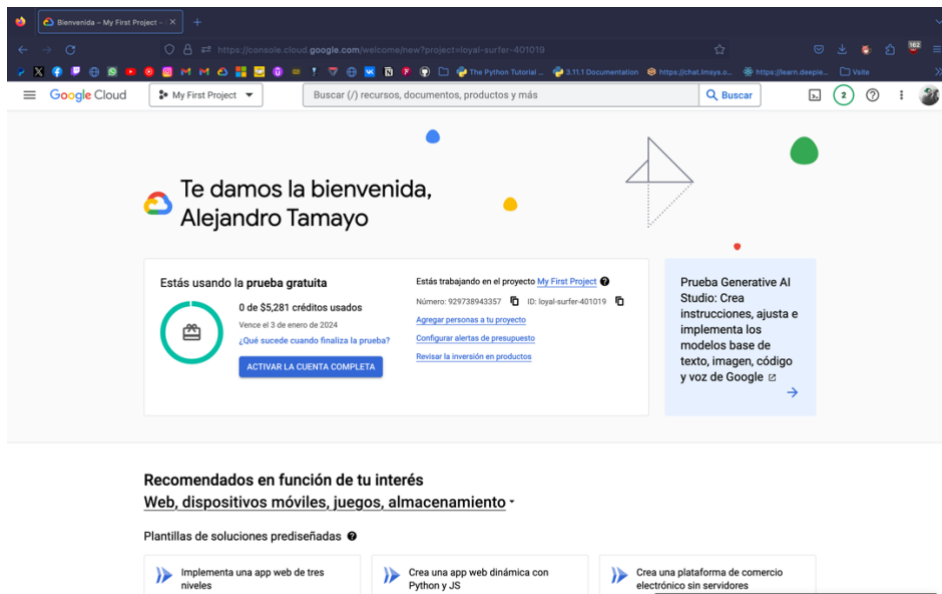 Bienvenida – My First Project -
https://console.cloud.google.com/welcome/new?project=loyal-surfer-401019
162
The Python Tutorial ...
3.11.1 Documentation
https://chat.lmsys.o...
https://learn.deeple...
Vsite
Google Cloud
My First Project
Buscar (/) recursos, documentos, productos y más
Buscar
2
Te damos la bienvenida,
Alejandro Tamayo
Estás usando la prueba gratuita
0 de $5,281 créditos usados
Vence el 3 de enero de 2024
¿Qué sucede cuando finaliza la prueba?
ACTIVAR LA CUENTA COMPLETA
Estás trabajando en el proyecto My First Project
Número: 929738943357 ID: loyal-surfer-401019
Agregar personas a tu proyecto
Configurar alertas de presupuesto
Revisar la inversión en productos
Prueba Generative AI
Studio: Crea
instrucciones, ajusta e
implementa los
modelos base de
texto, imagen, código
y voz de Google
Recomendados en función de tu interés
Web, dispositivos móviles, juegos, almacenamiento
Plantillas de soluciones prediseñadas
Implementa una app web de tres
niveles
Crea una app web dinámica con
Python y JS
Crea una plataforma de comercio
electrónico sin servidores